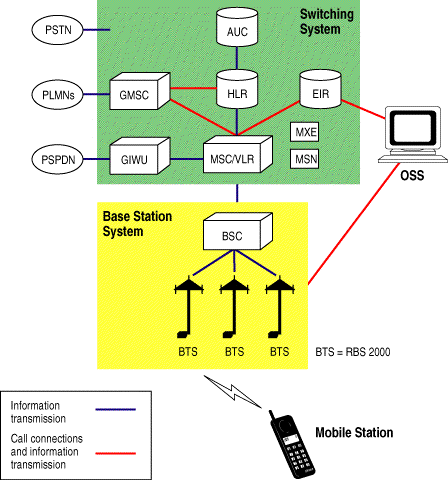 Switching
System
PSTN
AUC
PLMNs
GMSC
HLR
EIR
MXE
PSPDN
GIWU
MSC/VLR
MSN
OSS
Base Station
System
BSC
BTS
BTS
BTS
BTS = RBS 2000
Information
transmission
Call connections
and information
transmission
Mobile Station